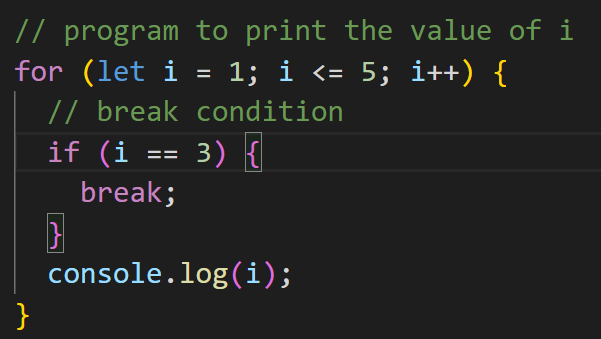 // program to print the value of i
for (let i = 1; i <= 5; i++) {
  // break condition
  if (i == 3) {
    break;
  }
  console.log(i);
}